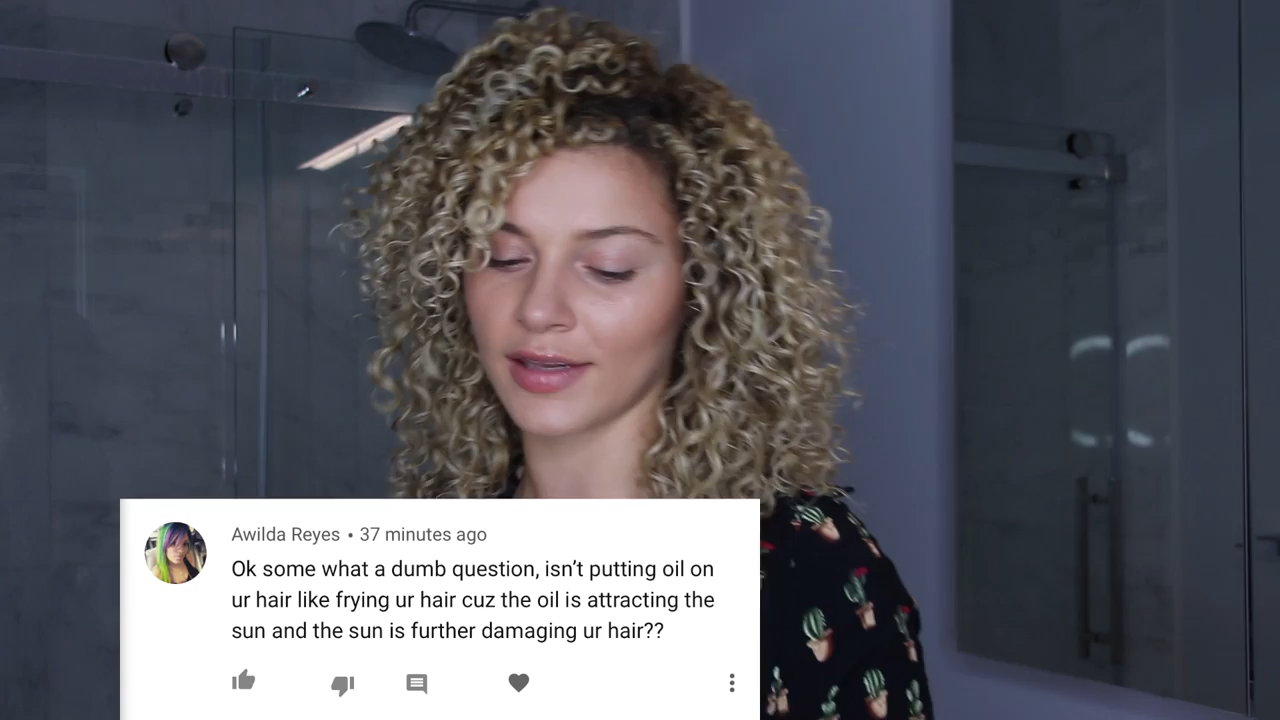 Awilda Reyes • 37 minutes ago
Ok some what a dumb question, isn’t putting oil on
ur hair like frying ur hair cuz the oil is attracting the
sun and the sun is further damaging ur hair??